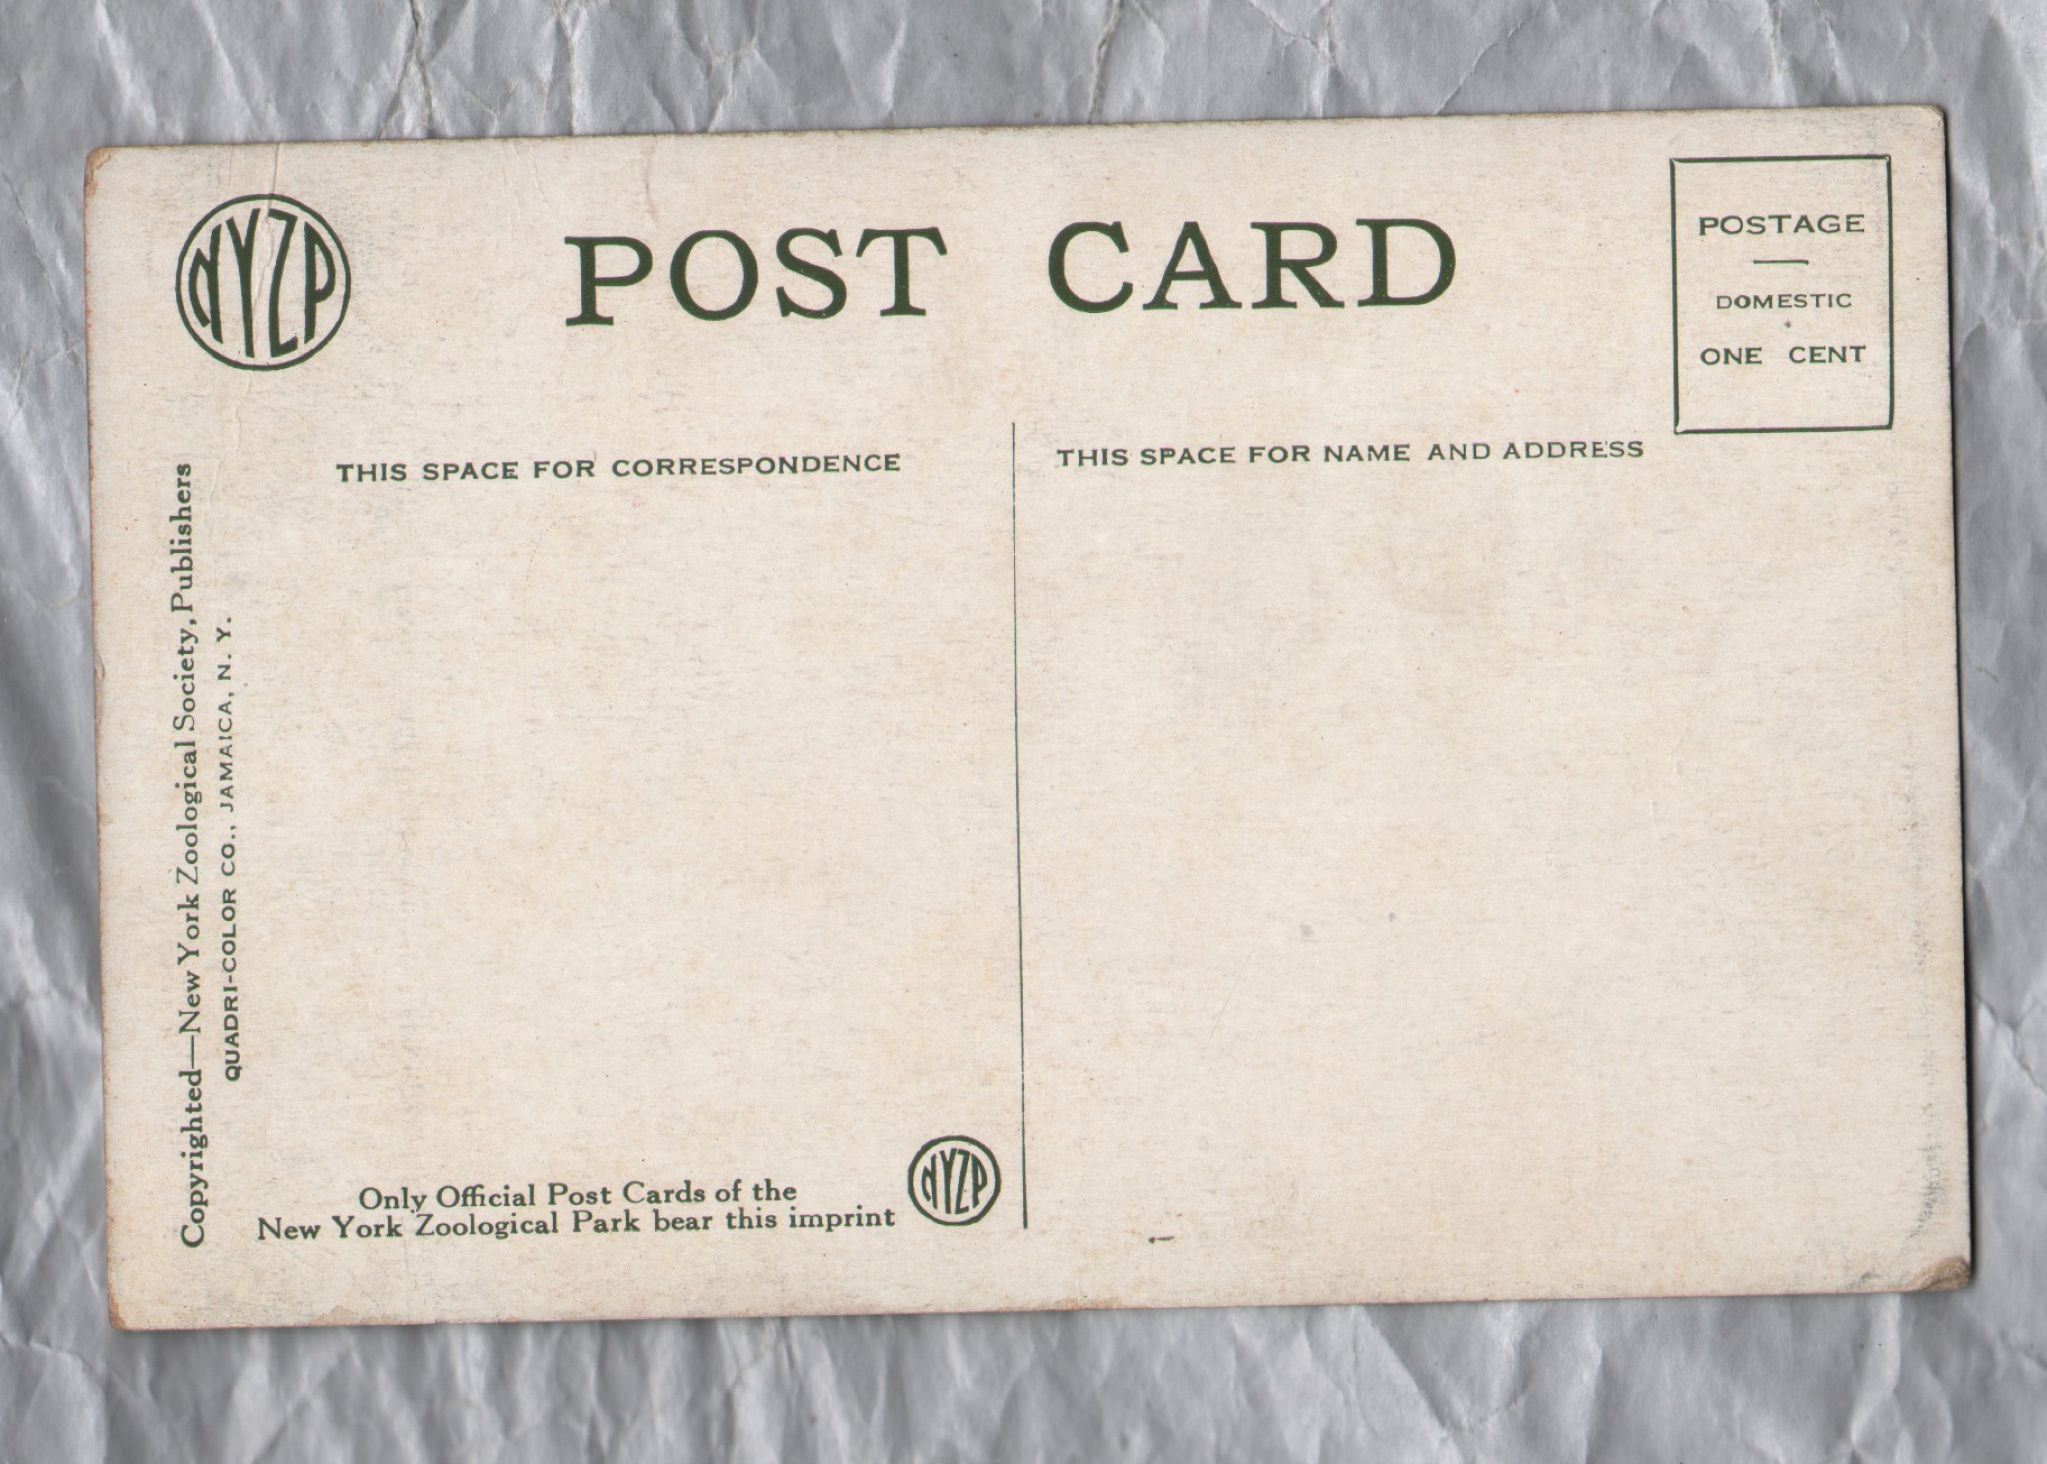 NYZP
POST CARD
POSTAGE
DOMESTIC
ONE CENT
THIS SPACE FOR CORRESPONDENCE
THIS SPACE FOR NAME AND ADDRESS
Copyrighted—New York Zoological Society, Publishers
QUADRI-COLOR CO., JAMAICA, N. Y.
Only Official Post Cards of the
New York Zoological Park bear this imprint
NYZP